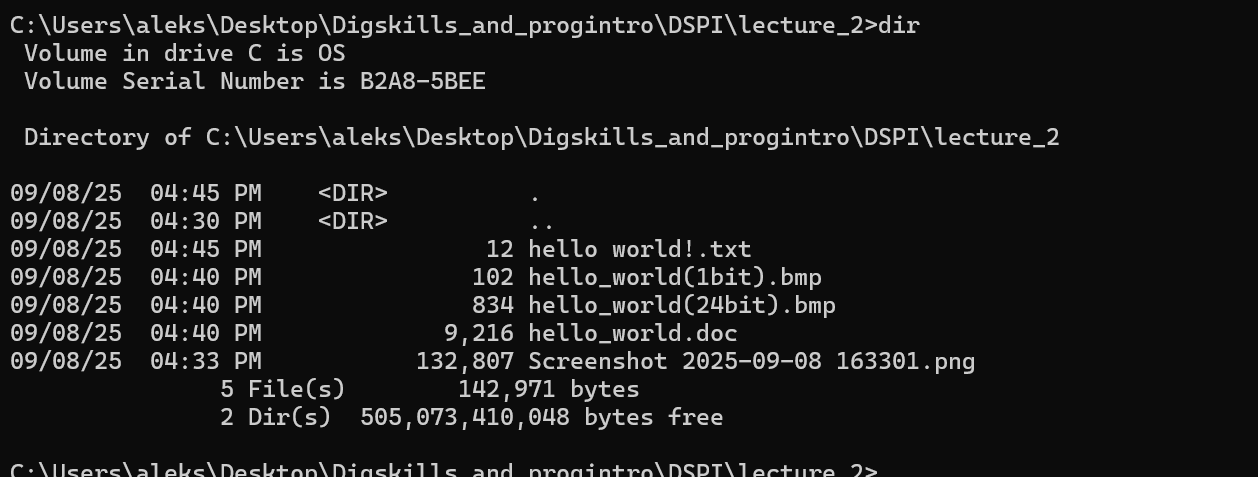 C:\Users\aleks\Desktop\Digskills_and_progintro\DSPI\lecture_2>dir
 Volume in drive C is OS
 Volume Serial Number is B2A8-5BEE

 Directory of C:\Users\aleks\Desktop\Digskills_and_progintro\DSPI\lecture_2

09/08/25  04:45 PM    <DIR>          .
09/08/25  04:30 PM    <DIR>          ..
09/08/25  04:45 PM                12 hello world!.txt
09/08/25  04:40 PM               102 hello_world(1bit).bmp
09/08/25  04:40 PM               834 hello_world(24bit).bmp
09/08/25  04:40 PM             9,216 hello_world.doc
09/08/25  04:33 PM           132,807 Screenshot 2025-09-08 163301.png
               5 File(s)        142,971 bytes
               2 Dir(s)  505,073,410,048 bytes free

C:\Users\aleks\Desktop\Digskills_and_progintro\DSPI\lecture_2>